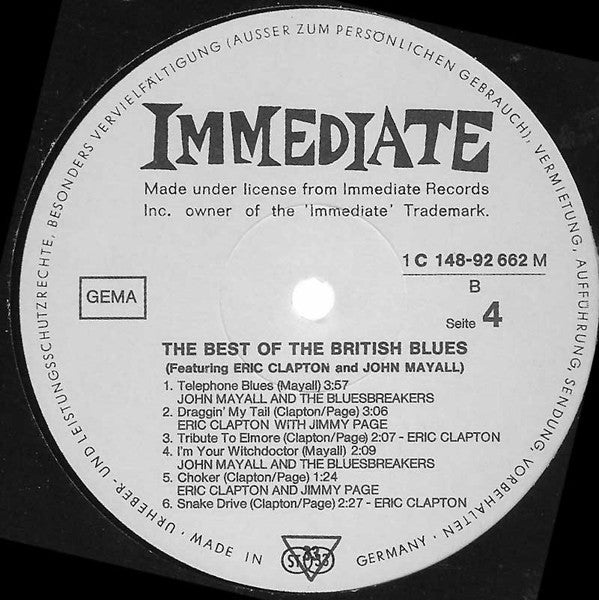 URHEBER- UND LEISTUNGSSCHUTZRECHTE, BESONDERS VERVIELFÄLTIGUNG (AUSSER ZUM PERSÖNLICHEN GEBRAUCH), VERMIETUNG, AUFFÜHRUNG, SENDUNG VORBEHALTEN
IMMEDIATE
Made under license from Immediate Records
Inc. owner of the 'Immediate' Trademark.
1 C 148-92 662 M
GEMA
B
Seite 4
THE BEST OF THE BRITISH BLUES
(Featuring ERIC CLAPTON and JOHN MAYALL)
1. Telephone Blues (Mayall) 3:57
JOHN MAYALL AND THE BLUESBREAKERS
2. Draggin' My Tail (Clapton/Page) 3:06
ERIC CLAPTON WITH JIMMY PAGE
3. Tribute To Elmore (Clapton/Page) 2:07 - ERIC CLAPTON
4. I'm Your Witchdoctor (Mayall) 2:09
JOHN MAYALL AND THE BLUESBREAKERS
5. Choker (Clapton/Page) 1:24
ERIC CLAPTON AND JIMMY PAGE
6. Snake Drive (Clapton/Page) 2:27 - ERIC CLAPTON
MADE IN GERMANY
33